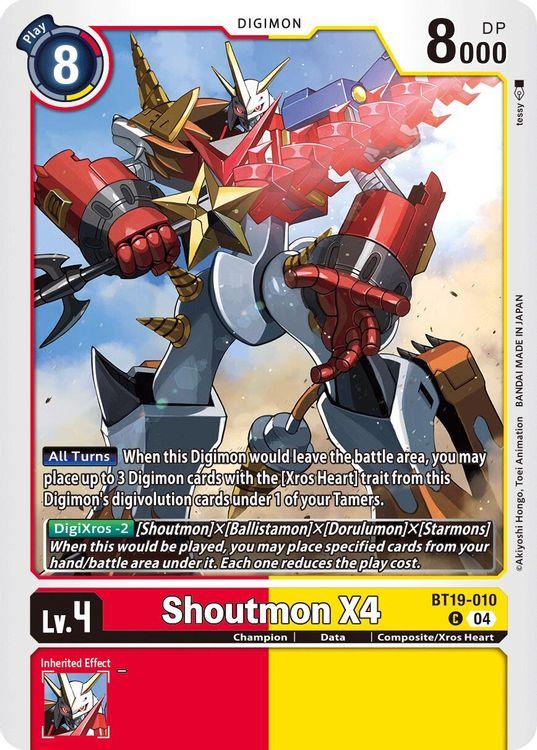 Play
8
DIGIMON
8000
DP
tessy
All Turns When this Digimon would leave the battle area, you may
place up to 3 Digimon cards with the [Xros Heart] trait from this
Digimon's digivolution cards under 1 of your Tamers.
DigiXros -2 [Shoutmon]×[Ballistamon]×[Dorulumon]×[Starmons]
When this would be played, you may place specified cards from your
hand/battle area under it. Each one reduces the play cost.
©Akiyoshi Hongo, Toei Animation BANDAI MADE IN JAPAN
Lv.4
Shoutmon X4
BT19-010
C 04
Champion | Data | Composite/Xros Heart
Inherited Effect
-